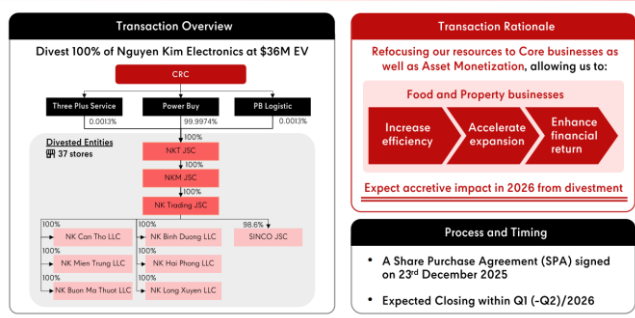 Transaction Overview
Divest 100% of Nguyen Kim Electronics at $36M EV
CRC
Three Plus Service
Power Buy
PB Logistic
0.0013%
99.9974%
0.0013%
Divested Entities
37 stores
100%
NKT JSC
100%
NKM JSC
100%
NK Trading JSC
100%
100%
98.6%
NK Can Tho LLC
NK Binh Duong LLC
SINCO JSC
100%
100%
NK Mien Trung LLC
NK Hai Phong LLC
100%
100%
NK Buon Ma Thuot LLC
NK Long Xuyen LLC
Transaction Rationale
Refocusing our resources to Core businesses as
well as Asset Monetization, allowing us to:
Food and Property businesses
Increase
efficiency
Accelerate
expansion
Enhance
financial
return
Expect accretive impact in 2026 from divestment
Process and Timing
• A Share Purchase Agreement (SPA) signed
on 23rd December 2025
• Expected Closing within Q1 (-Q2)/2026